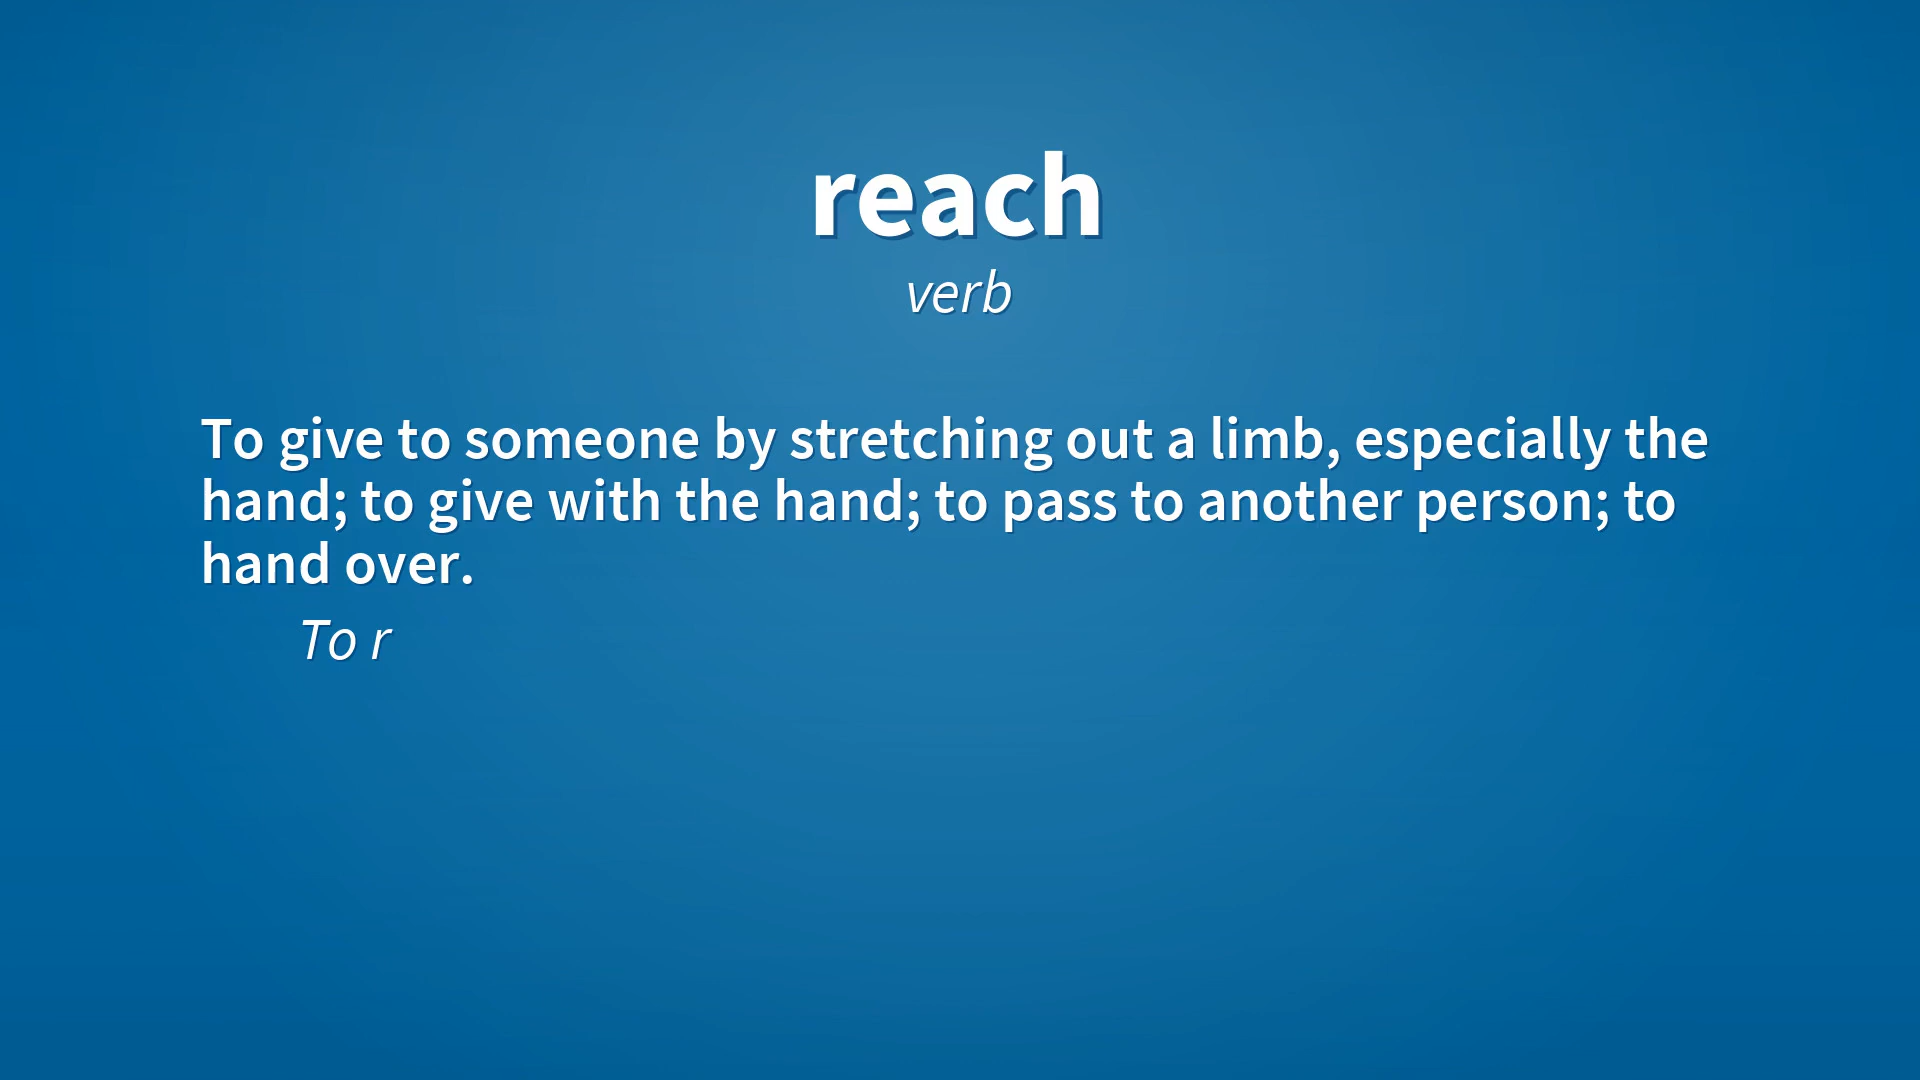 reach
verb
To give to someone by stretching out a limb, especially the
hand; to give with the hand; to pass to another person; to
hand over.
To r